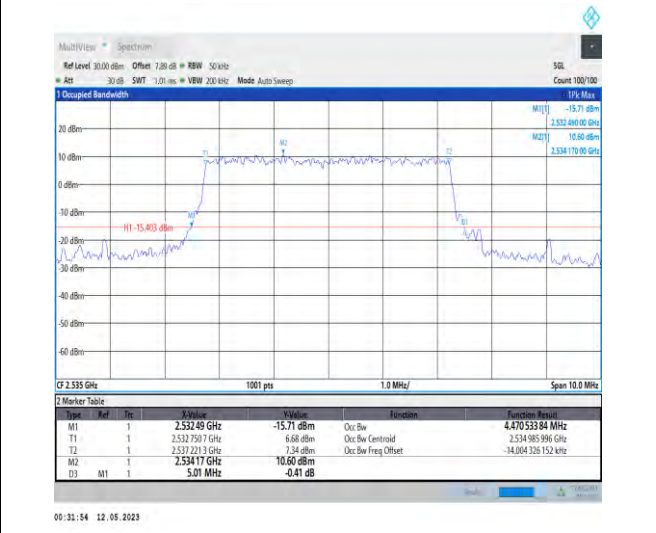 MultiView Spectrum
Ref Level 30.00 dBm Offset 7.89 dB RBW 50 kHz SGL
Att 30 dB SWT 1.01 ms VBW 200 kHz Mode Auto Sweep Count 100/100
1 Occupied Bandwidth 1Pk Max
M1[1] -15.71 dBm
2.532 490 00 GHz
M2[1] 10.60 dBm
2.534 170 00 GHz
20 dBm
M2
T1 T2
10 dBm
0 dBm
-10 dBm
M1
D3
H1 -15.403 dBm
-20 dBm
-30 dBm
-40 dBm
-50 dBm
-60 dBm
CF 2.535 GHz 1001 pts 1.0 MHz/ Span 10.0 MHz
2 Marker Table
Type Ref Trc X-Value Y-Value Function Function Result
M1 1 2.532 49 GHz -15.71 dBm Occ Bw 4.470 533 84 MHz
T1 1 2.532 750 7 GHz 6.68 dBm Occ Bw Centroid 2.534 985 996 GHz
T2 1 2.537 221 3 GHz 7.34 dBm Occ Bw Freq Offset -14.004 326 152 kHz
M2 1 2.534 17 GHz 10.60 dBm
D3 M1 1 5.01 MHz -0.41 dB
00:31:54 12.05.2023